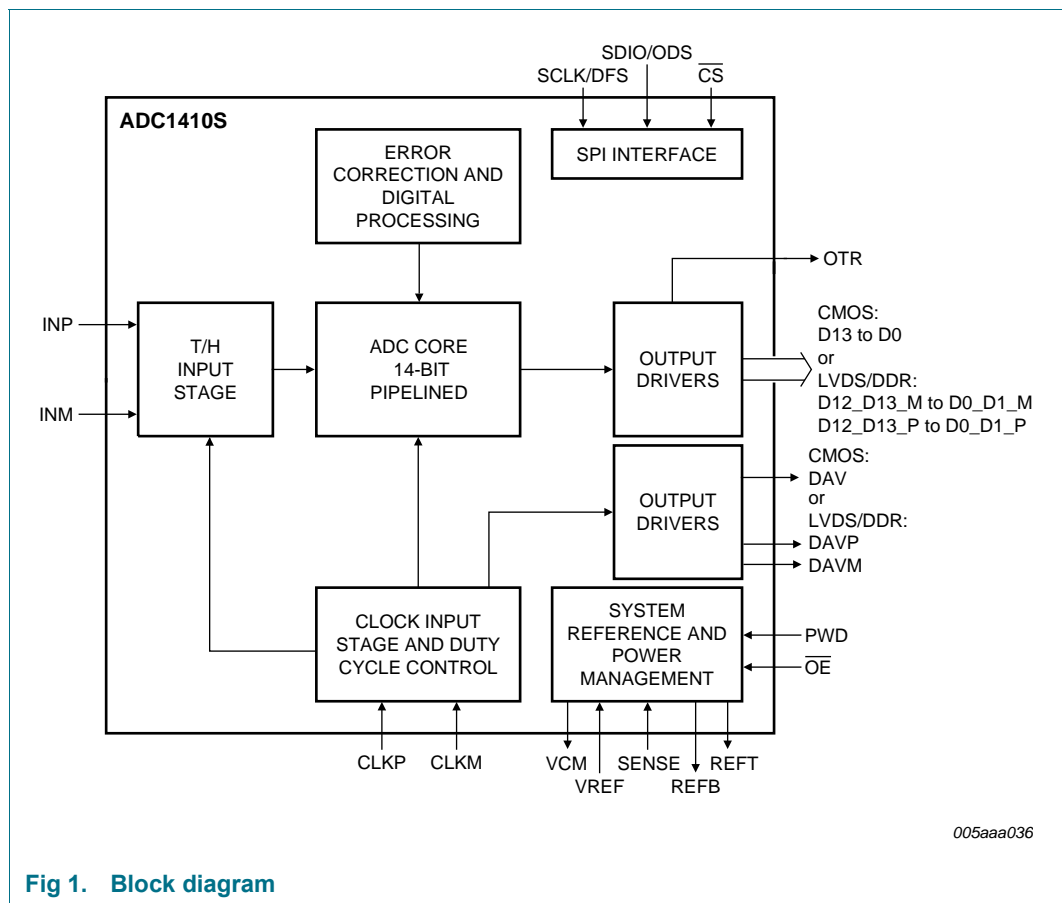 SDIO/ODS
SCLK/DFS
CS
ADC1410S
ERROR
CORRECTION AND
DIGITAL
PROCESSING
SPI INTERFACE
OTR
INP
INM
T/H
INPUT
STAGE
ADC CORE
14-BIT
PIPELINED
OUTPUT
DRIVERS
CMOS:
D13 to D0
or
LVDS/DDR:
D12_D13_M to D0_D1_M
D12_D13_P to D0_D1_P
OUTPUT
DRIVERS
CMOS:
DAV
or
LVDS/DDR:
DAVP
DAVM
CLOCK INPUT
STAGE AND DUTY
CYCLE CONTROL
SYSTEM
REFERENCE AND
POWER
MANAGEMENT
PWD
OE
CLKP
CLKM
VCM
VREF
SENSE
REFB
REFT
005aaa036
Fig 1. Block diagram